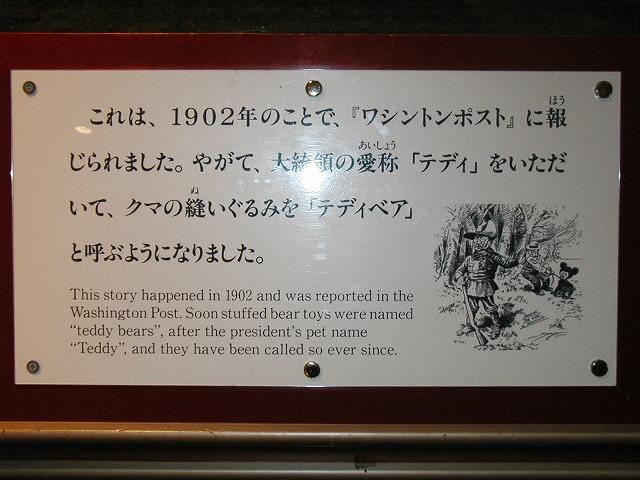 これは、1902年のことで、『ワシントンポスト』に報
じられました。やがて、大統領の愛称「テディ」をいただ
いて、クマの縫いぐるみを「テディベア」
と呼ぶようになりました。
This story happened in 1902 and was reported in the
Washington Post. Soon stuffed bear toys were named
“teddy bears”, after the president's pet name
“Teddy”, and they have been called so ever since.